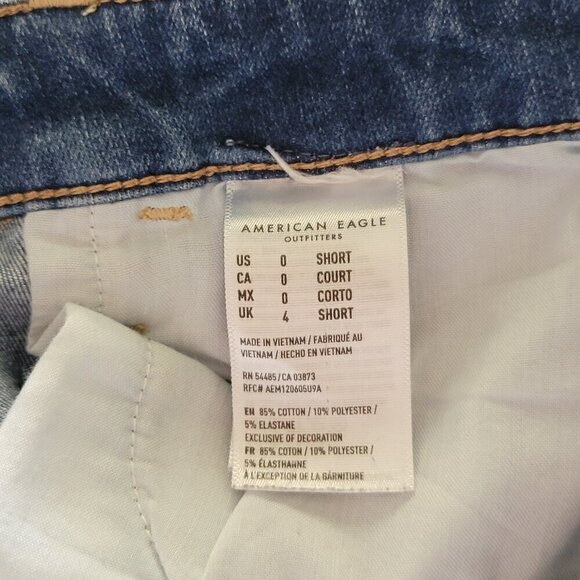 AMERICAN EAGLE
OUTFITTERS
US 0 SHORT
CA 0 COURT
MX 0 CORTO
UK 4 SHORT
MADE IN VIETNAM / FABRIQUÉ AU
VIETNAM / HECHO EN VIETNAM
RN 54485/CA 03873
RFC# AEM120605U9A
EN 85% COTTON / 10% POLYESTER /
5% ELASTANE
EXCLUSIVE OF DECORATION
FR 85% COTON / 10% POLYESTER /
5% ÉLASTHANNE
À L'EXCEPTION DE LA GARNITURE